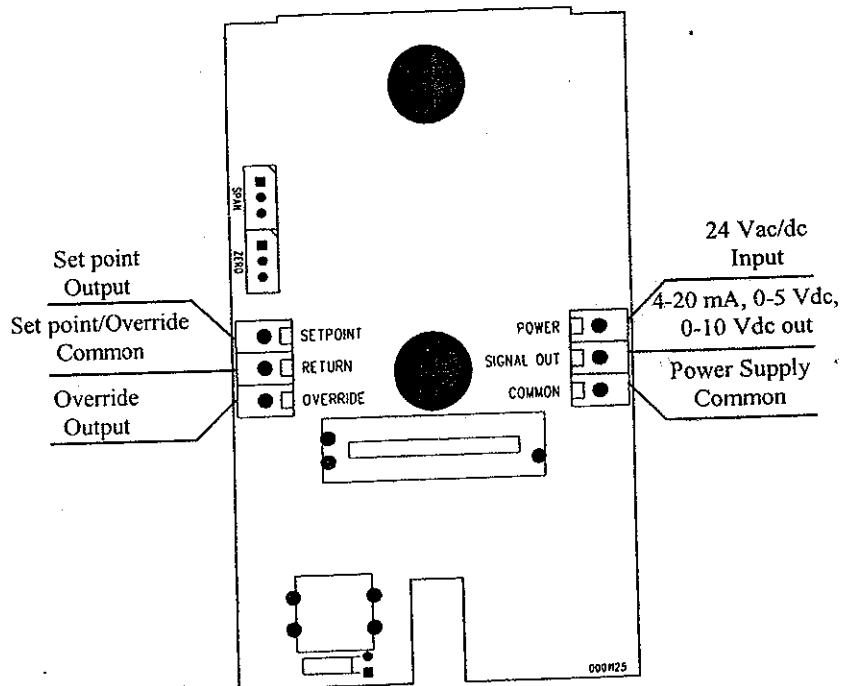 SPAN
ZERO
Set point
Output
Set point/Override
Common
Override
Output
SETPOINT
RETURN
OVERRIDE
POWER
SIGNAL OUT
COMMON
24 Vac/dc
Input
4-20 mA, 0-5 Vdc,
0-10 Vdc out
Power Supply
Common